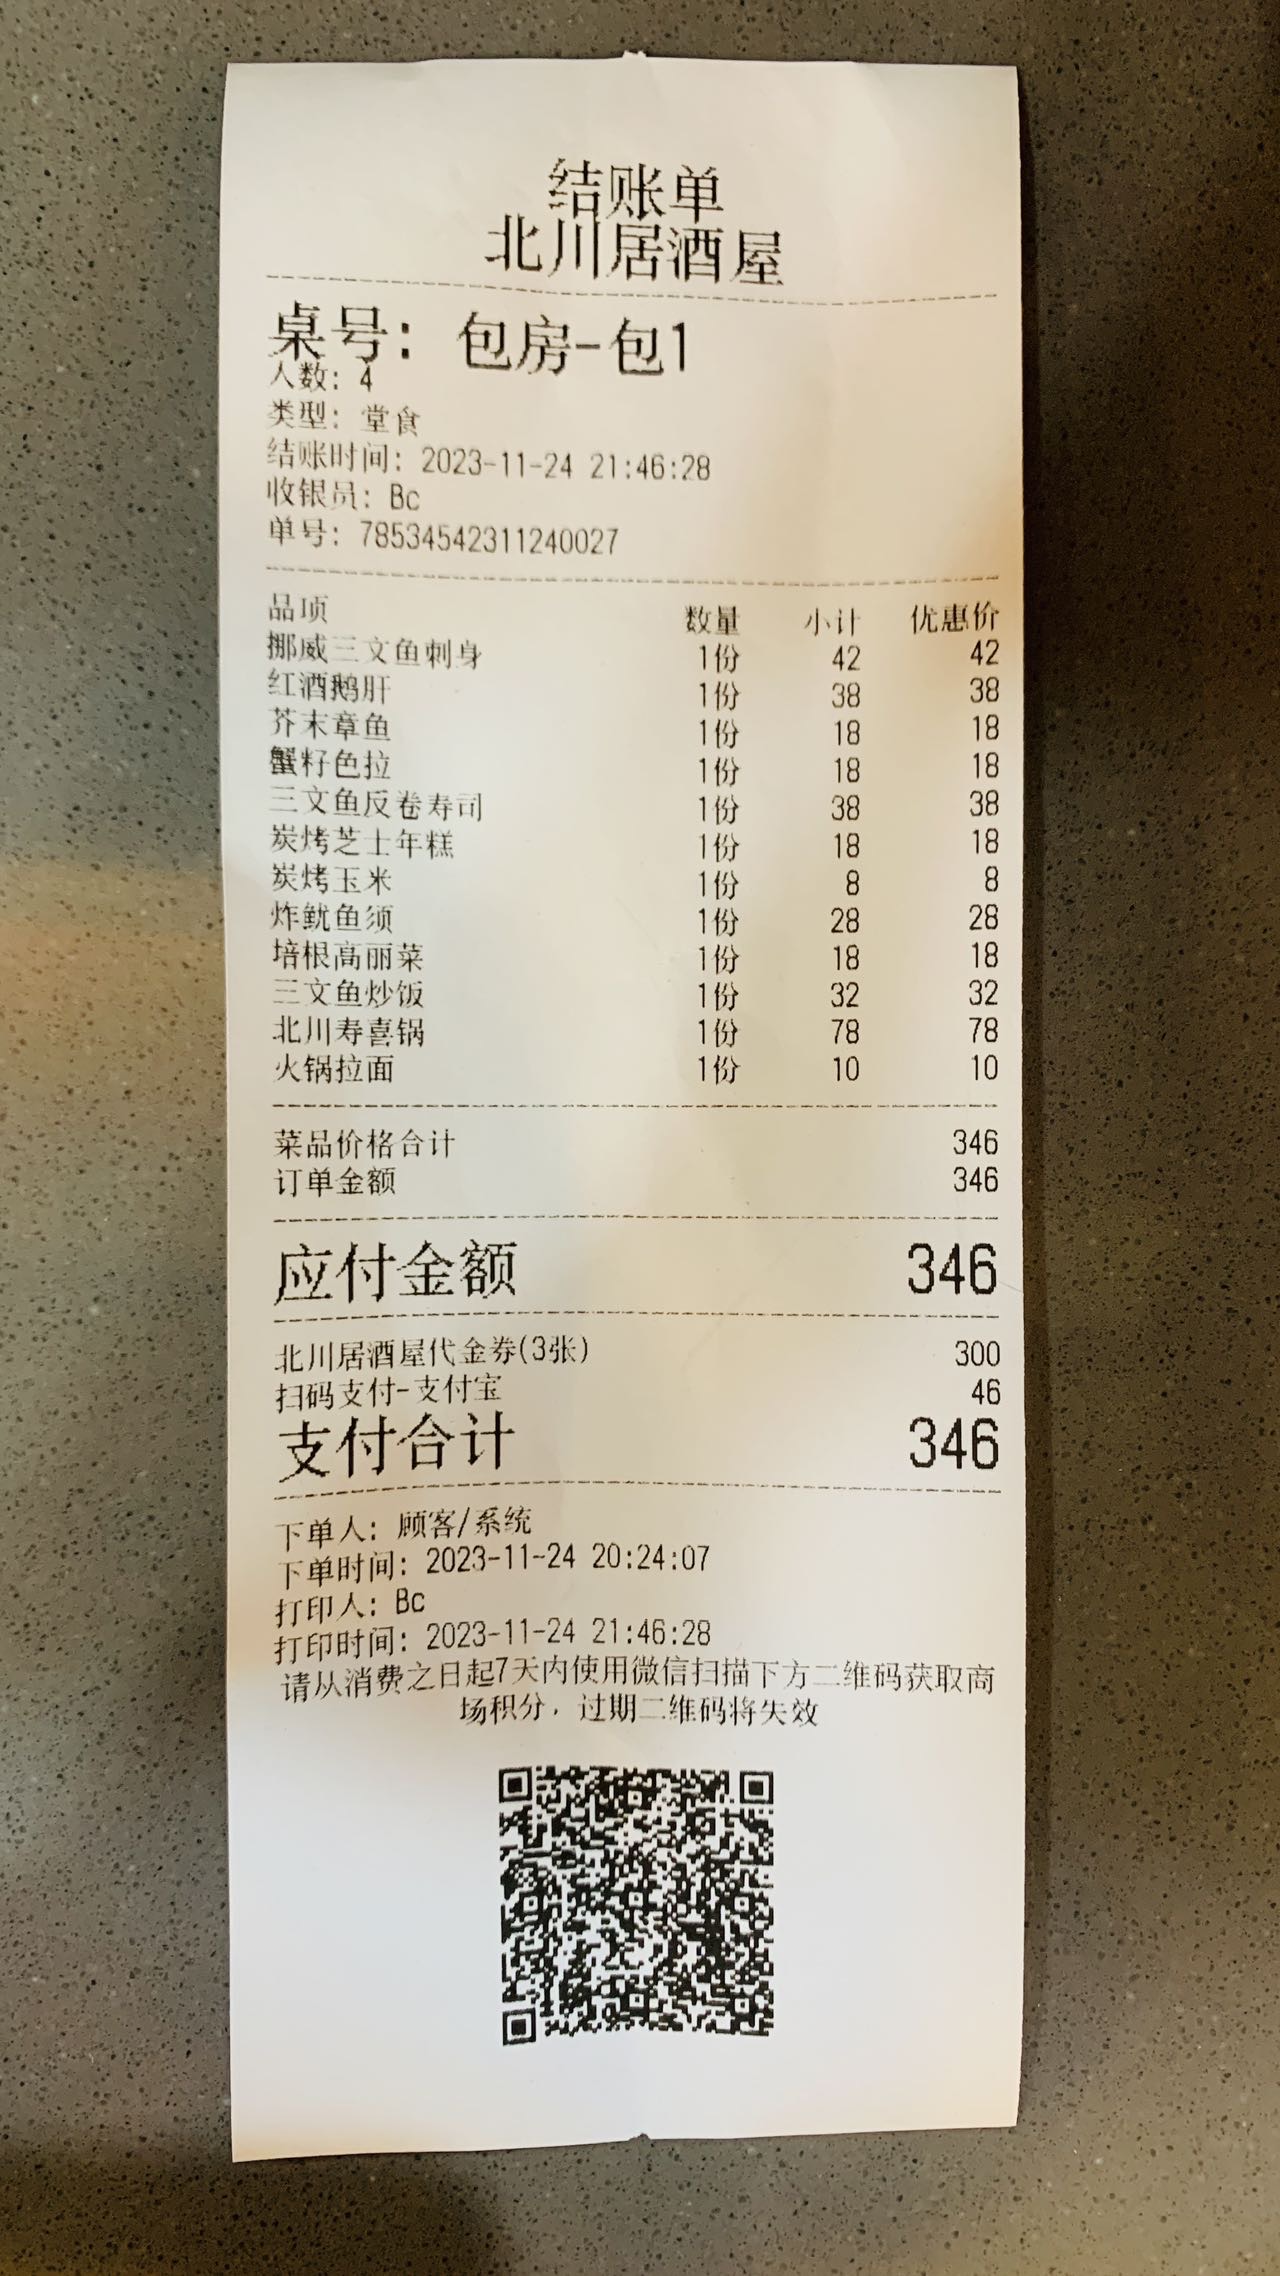 结账单
北川居酒屋
桌号：包房-包1
人数：4
类型：堂食
结账时间：2023-11-24 21:46:28
收银员：Bc
单号：78534542311240027
品项 数量 小计 优惠价
挪威三文鱼刺身 1份 42 42
红酒鹅肝 1份 38 38
芥末章鱼 1份 18 18
蟹籽色拉 1份 18 18
三文鱼反卷寿司 1份 38 38
炭烤芝士年糕 1份 18 18
炭烤玉米 1份 8 8
炸鱿鱼须 1份 28 28
培根高丽菜 1份 18 18
三文鱼炒饭 1份 32 32
北川寿喜锅 1份 78 78
火锅拉面 1份 10 10
菜品价格合计 346
订单金额 346
应付金额 346
北川居酒屋代金券(3张) 300
扫码支付-支付宝 46
支付合计 346
下单人：顾客/系统
下单时间：2023-11-24 20:24:07
打印人：Bc
打印时间：2023-11-24 21:46:28
请从消费之日起7天内使用微信扫描下方二维码获取商
场积分，过期二维码将失效